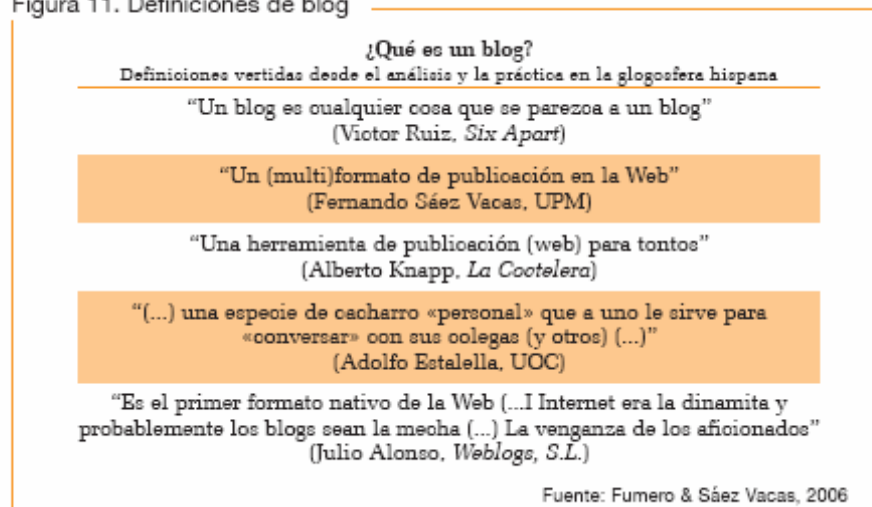 Figura 11. Definiciones de blog
¿Qué es un blog?
Definiciones vertidas desde el análisis y la práctica en la glogosfera hispana
“Un blog es cualquier cosa que se parezca a un blog”
(Victor Ruiz, Six Apart)
“Un (multi)formato de publicación en la Web”
(Fernando Sáez Vacas, UPM)
“Una herramienta de publicación (web) para tontos”
(Alberto Knapp, La Coctelera)
“(...) una especie de cacharro «personal» que a uno le sirve para
«conversar» con sus colegas (y otros) (...)”
(Adolfo Estalella, UOC)
“Es el primer formato nativo de la Web (...I Internet era la dinamita y
probablemente los blogs sean la mecha (...) La venganza de los aficionados”
(Julio Alonso, Weblogs, S.L.)
Fuente: Fumero & Sáez Vacas, 2006